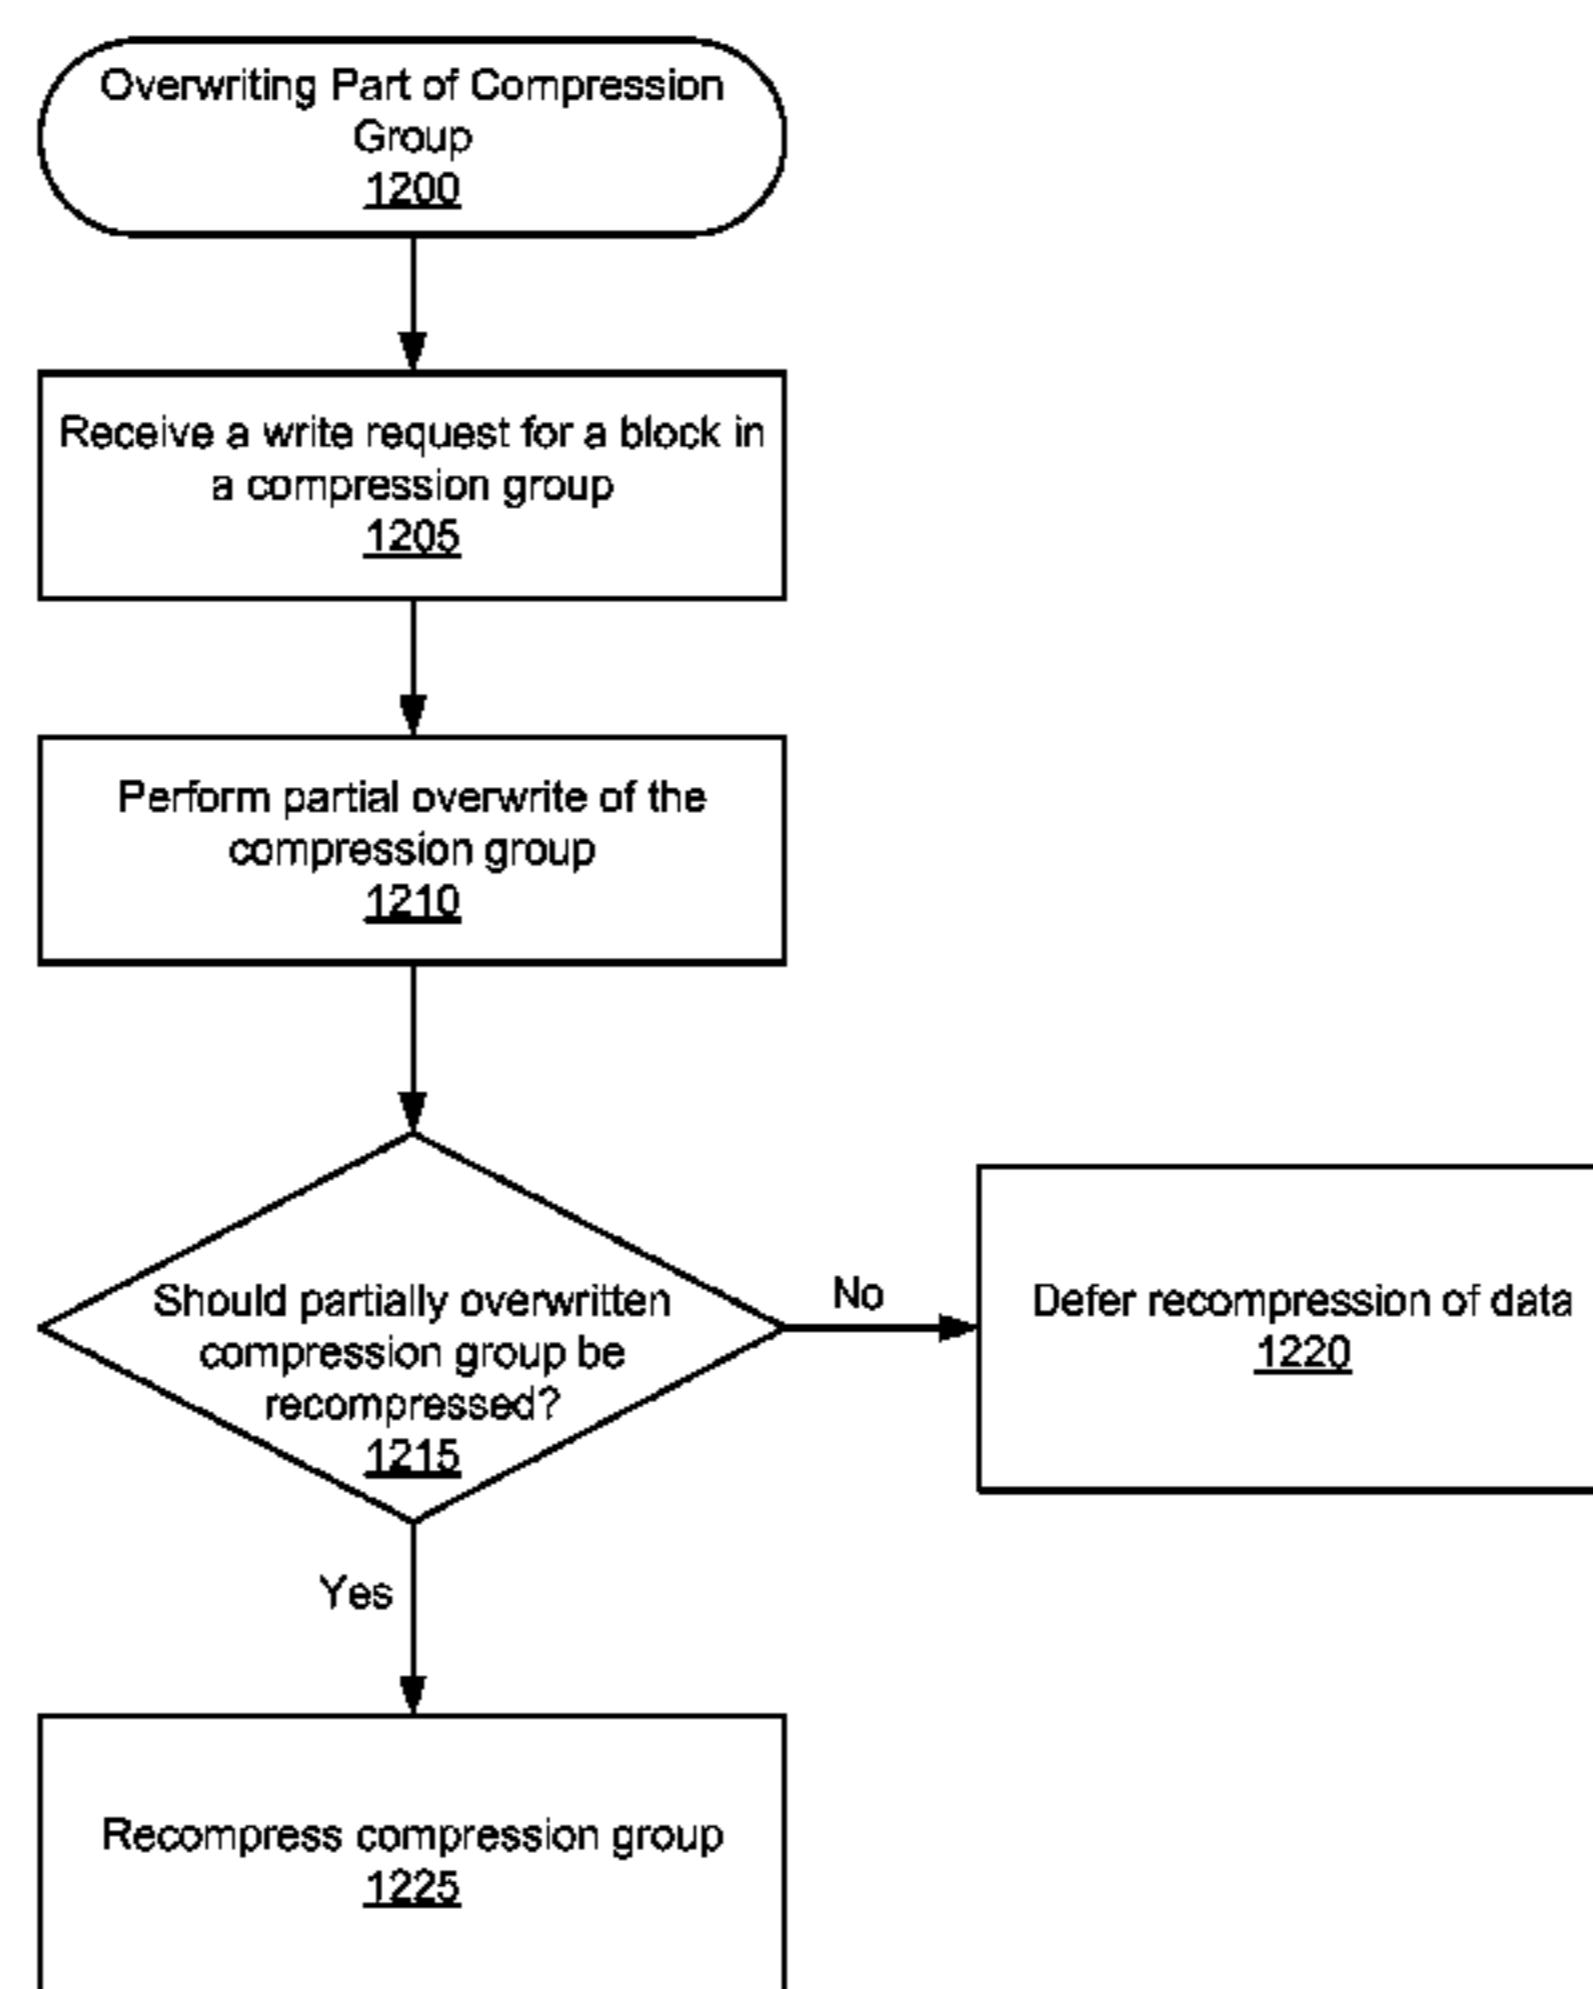 Overwriting Part of Compression
Group
1200
Receive a write request for a block in
a compression group
1205
Perform partial overwrite of the
compression group
1210
Should partially overwritten
compression group be
recompressed?
1215
No
Defer recompression of data
1220
Yes
Recompress compression group
1225